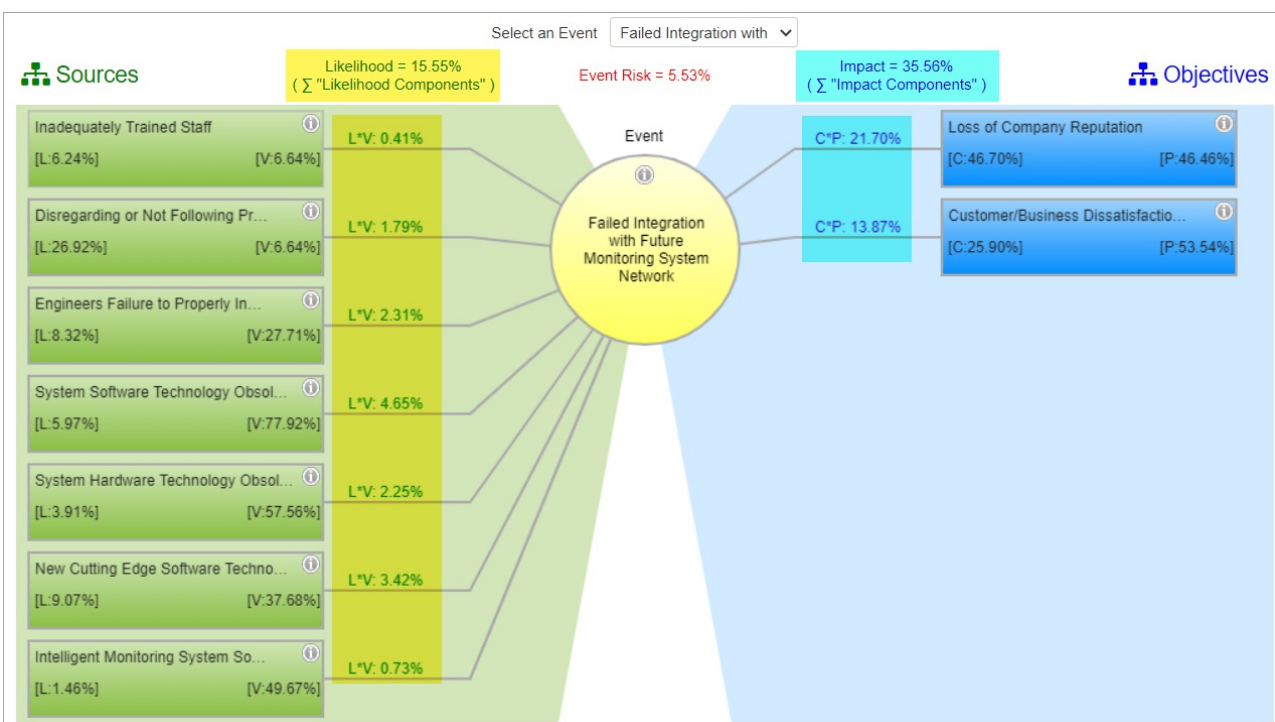 Select an Event Failed Integration with
Sources
Likelihood = 15.55%
( ∑ "Likelihood Components" )
Event Risk = 5.53%
Impact = 35.56%
( ∑ "Impact Components" )
Objectives
Inadequately Trained Staff
[L:6.24%] [V:6.64%]
L*V: 0.41%
Disregarding or Not Following Pr...
[L:26.92%] [V:6.64%]
L*V: 1.79%
Engineers Failure to Properly In...
[L:8.32%] [V:27.71%]
L*V: 2.31%
System Software Technology Obsol...
[L:5.97%] [V:77.92%]
L*V: 4.65%
System Hardware Technology Obsol...
[L:3.91%] [V:57.56%]
L*V: 2.25%
New Cutting Edge Software Techno...
[L:9.07%] [V:37.68%]
L*V: 3.42%
Intelligent Monitoring System So...
[L:1.46%] [V:49.67%]
L*V: 0.73%
Event
Failed Integration
with Future
Monitoring System
Network
C*P: 21.70%
Loss of Company Reputation
[C:46.70%] [P:46.46%]
C*P: 13.87%
Customer/Business Dissatisfactio...
[C:25.90%] [P:53.54%]